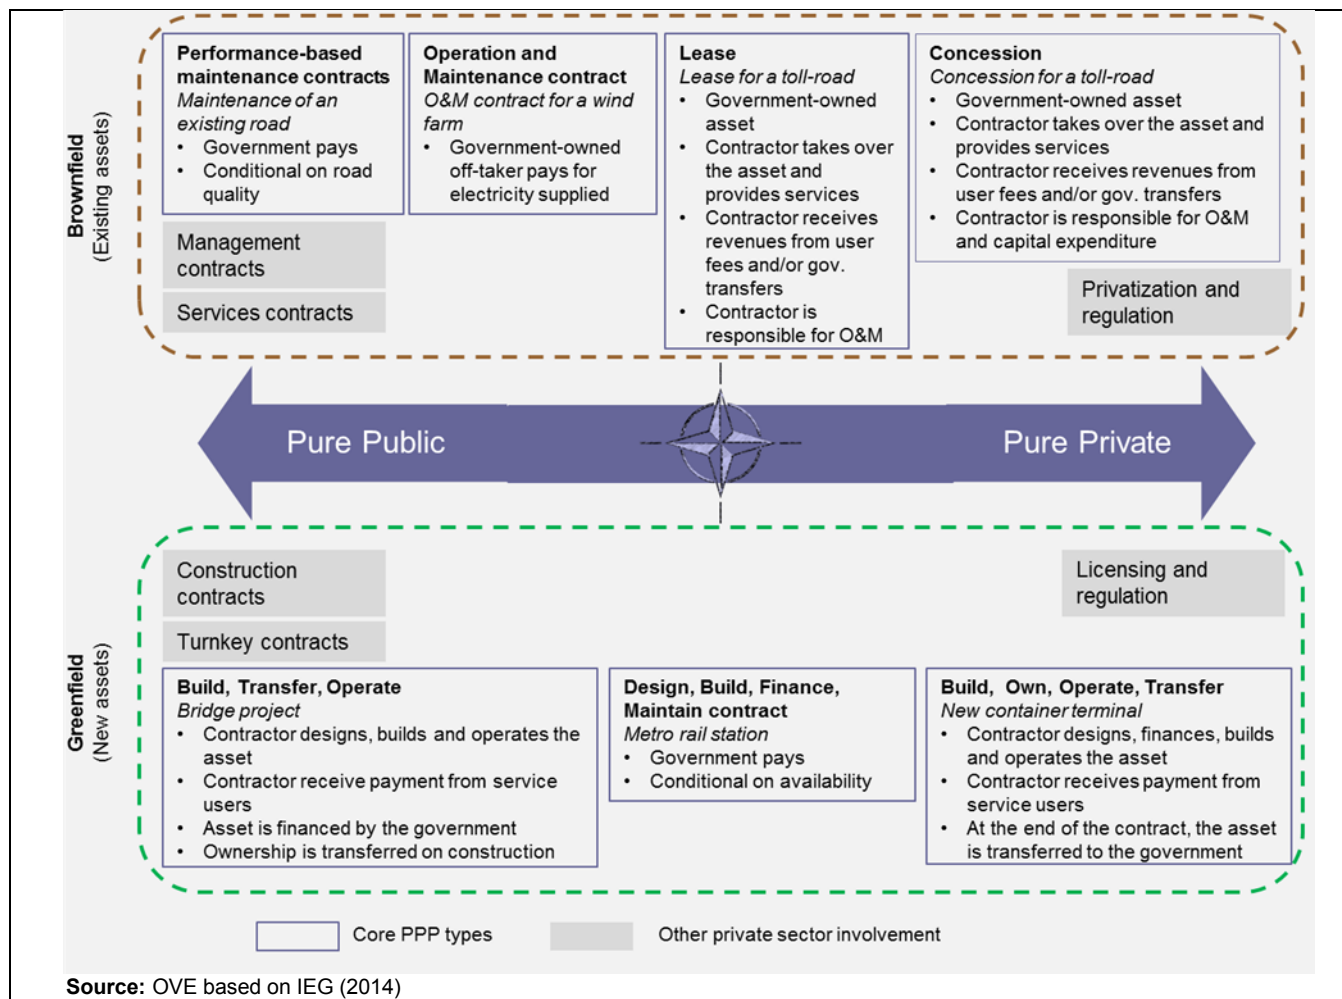 Brownfield
(Existing assets)
Performance-based
maintenance contracts
Maintenance of an
existing road
• Government pays
• Conditional on road
quality
Operation and
Maintenance contract
O&M contract for a wind
farm
• Government-owned
off-taker pays for
electricity supplied
Lease
Lease for a toll-road
• Government-owned
asset
• Contractor takes over
the asset and
provides services
• Contractor receives
revenues from user
fees and/or gov.
transfers
• Contractor is
responsible for O&M
Concession
Concession for a toll-road
• Government-owned asset
• Contractor takes over the asset and
provides services
• Contractor receives revenues from
user fees and/or gov. transfers
• Contractor is responsible for O&M
and capital expenditure
Management
contracts
Services contracts
Privatization and
regulation
Pure Public
Pure Private
Greenfield
(New assets)
Construction
contracts
Turnkey contracts
Licensing and
regulation
Build, Transfer, Operate
Bridge project
• Contractor designs, builds and operates the
asset
• Contractor receive payment from service
users
• Asset is financed by the government
• Ownership is transferred on construction
Design, Build, Finance,
Maintain contract
Metro rail station
• Government pays
• Conditional on availability
Build, Own, Operate, Transfer
New container terminal
• Contractor designs, finances, builds
and operates the asset
• Contractor receives payment from
service users
• At the end of the contract, the asset
is transferred to the government
Core PPP types
Other private sector involvement
Source: OVE based on IEG (2014)